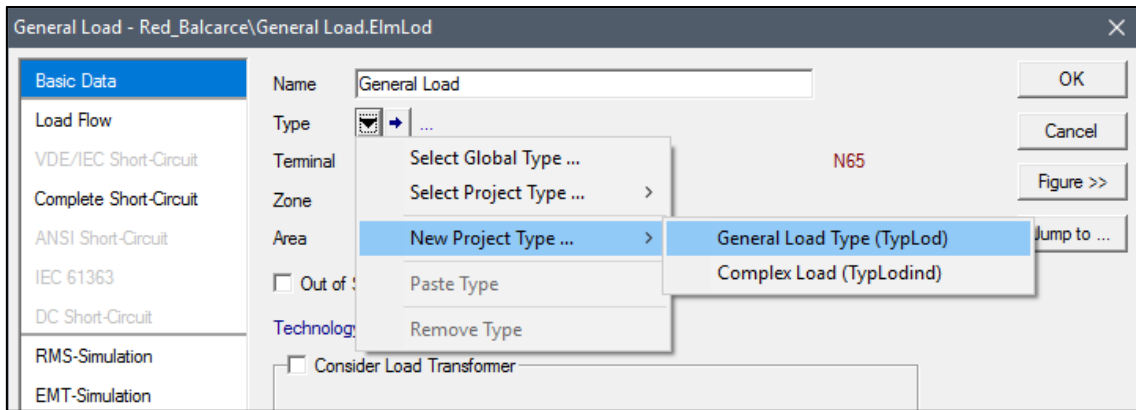 General Load - Red_Balcarce\General Load.ElmLod
Basic Data
Load Flow
VDE/IEC Short-Circuit
Complete Short-Circuit
ANSI Short-Circuit
IEC 61363
DC Short-Circuit
RMS-Simulation
EMT-Simulation
Name General Load
Type ...
Terminal N65
Zone
Area
Out of
Technology
Consider Load Transformer
Select Global Type ...
Select Project Type ...
New Project Type ...
Paste Type
Remove Type
General Load Type (TypLod)
Complex Load (TypLodind)
OK
Cancel
Figure >>
Jump to ...